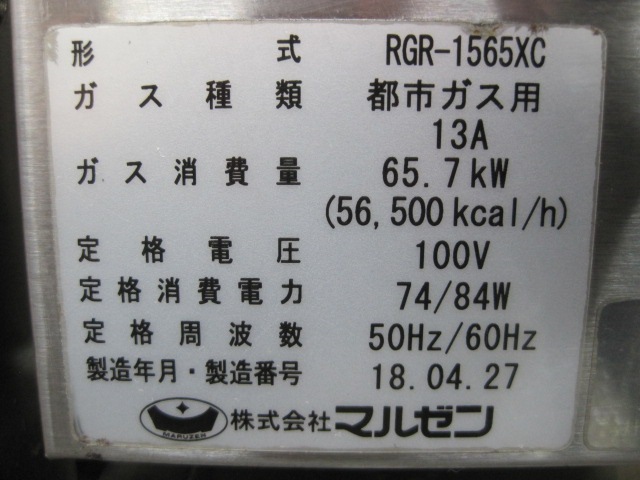 形式 RGR-1565XC
ガス種類 都市ガス用
13A
ガス消費量 65.7kW
(56,500kcal/h)
定格電圧 100V
定格消費電力 74/84W
定格周波数 50Hz/60Hz
製造年月・製造番号 18.04.27
MARUZEN 株式会社マルゼン